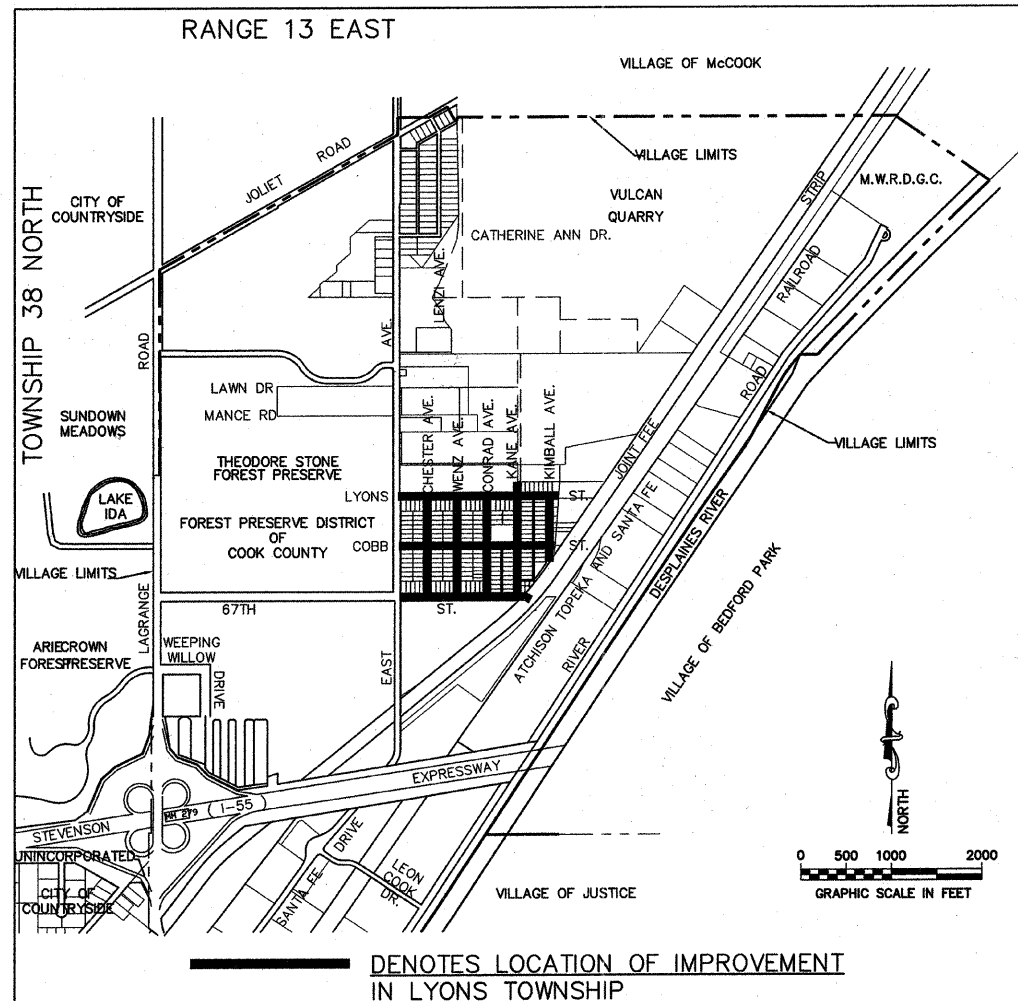 RANGE 13 EAST
VILLAGE OF McCOOK
TOWNSHIP 38 NORTH
CITY OF
COUNTRYSIDE
JOLIET ROAD
VILLAGE LIMITS
VULCAN
QUARRY
M.W.R.D.G.C.
STRIP
CATHERINE ANN DR.
LENZI AVE.
RAILROAD
ROAD
AVE.
ROAD
LAWN DR
MANCE RD
SUNDOWN
MEADOWS
CHESTER AVE.
WENZ AVE.
CONRAD AVE.
KANE AVE.
KIMBALL AVE.
JOINT FEE
VILLAGE LIMITS
THEODORE STONE
FOREST PRESERVE
LAKE
IDA
LYONS
ST.
FOREST PRESERVE DISTRICT
OF
COOK COUNTY
COBB
ST.
ATCHISON TOPEKA AND SANTA FE
DESPLAINES RIVER
VILLAGE LIMITS
67TH
ST.
LAGRANGE
RIVER
VILLAGE OF BEDFORD PARK
ARIECROWN
FORESTPRESERVE
WEEPING
WILLOW
DRIVE
EAST
EXPRESSWAY
NORTH
STEVENSON
MM 279
I-55
DRIVE
UNINCORPORATED
CITY OF
COUNTRYSIDE
SANTA FE
LEON
COOK
DR.
VILLAGE OF JUSTICE
0 500 1000 2000
GRAPHIC SCALE IN FEET
DENOTES LOCATION OF IMPROVEMENT
IN LYONS TOWNSHIP